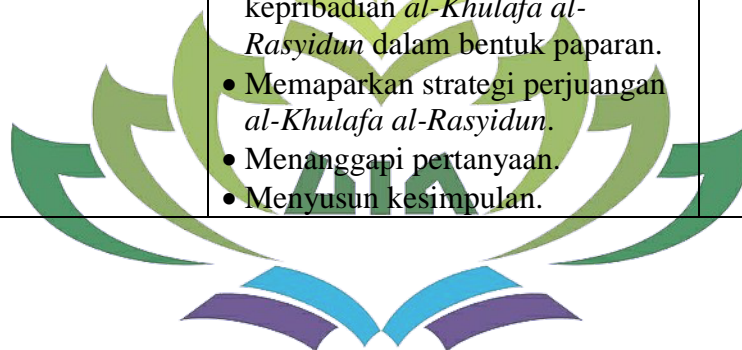 kepribadian al-Khulafa al-
Rasyidun dalam bentuk paparan.
• Memaparkan strategi perjuangan
al-Khulafa al-Rasyidun.
• Menanggapi pertanyaan.
• Menyusun kesimpulan.